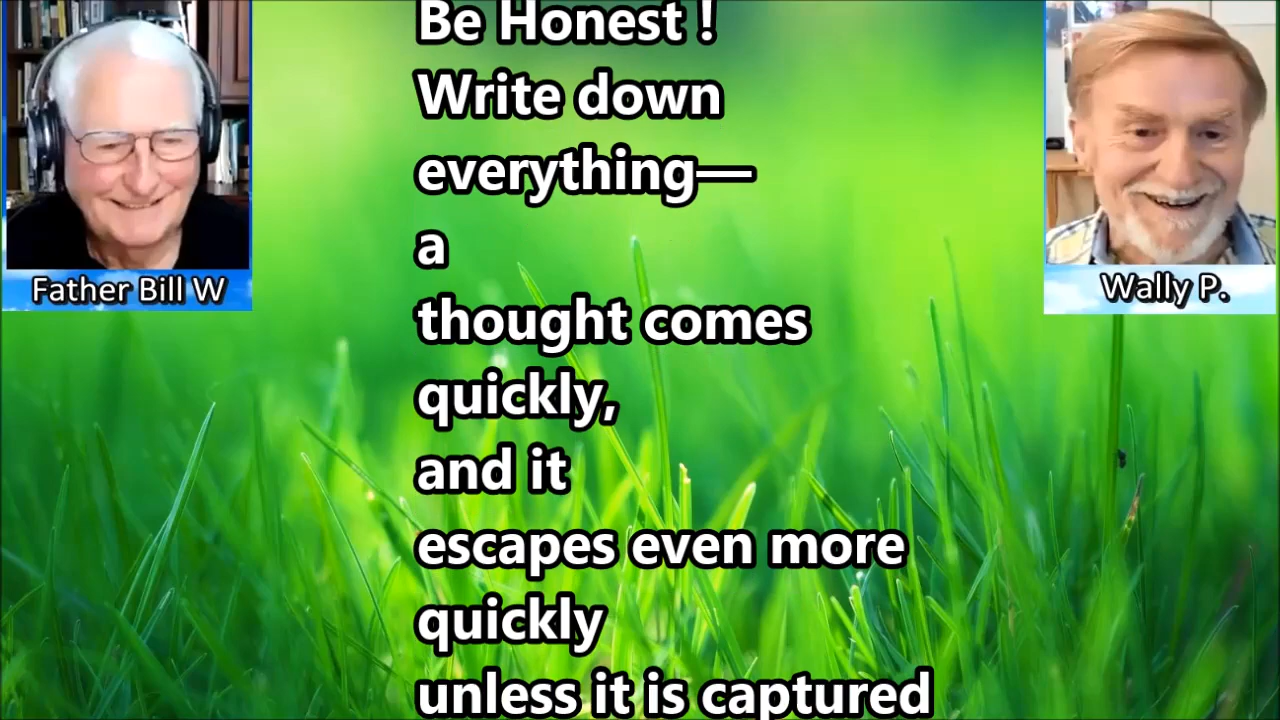 Be Honest !
Write down
everything—
a
thought comes
quickly,
and it
escapes even more
quickly
unless it is captured
Father Bill W
Wally P.